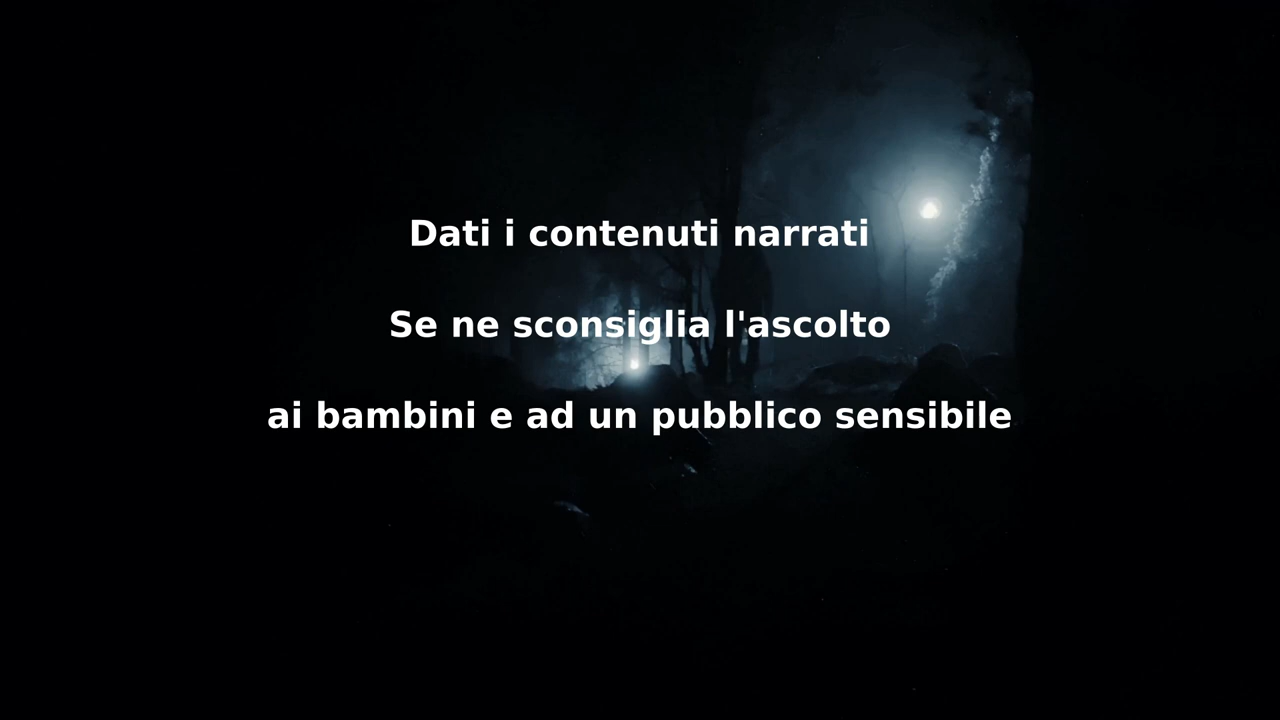 Dati i contenuti narrati
Se ne sconsiglia l'ascolto
ai bambini e ad un pubblico sensibile